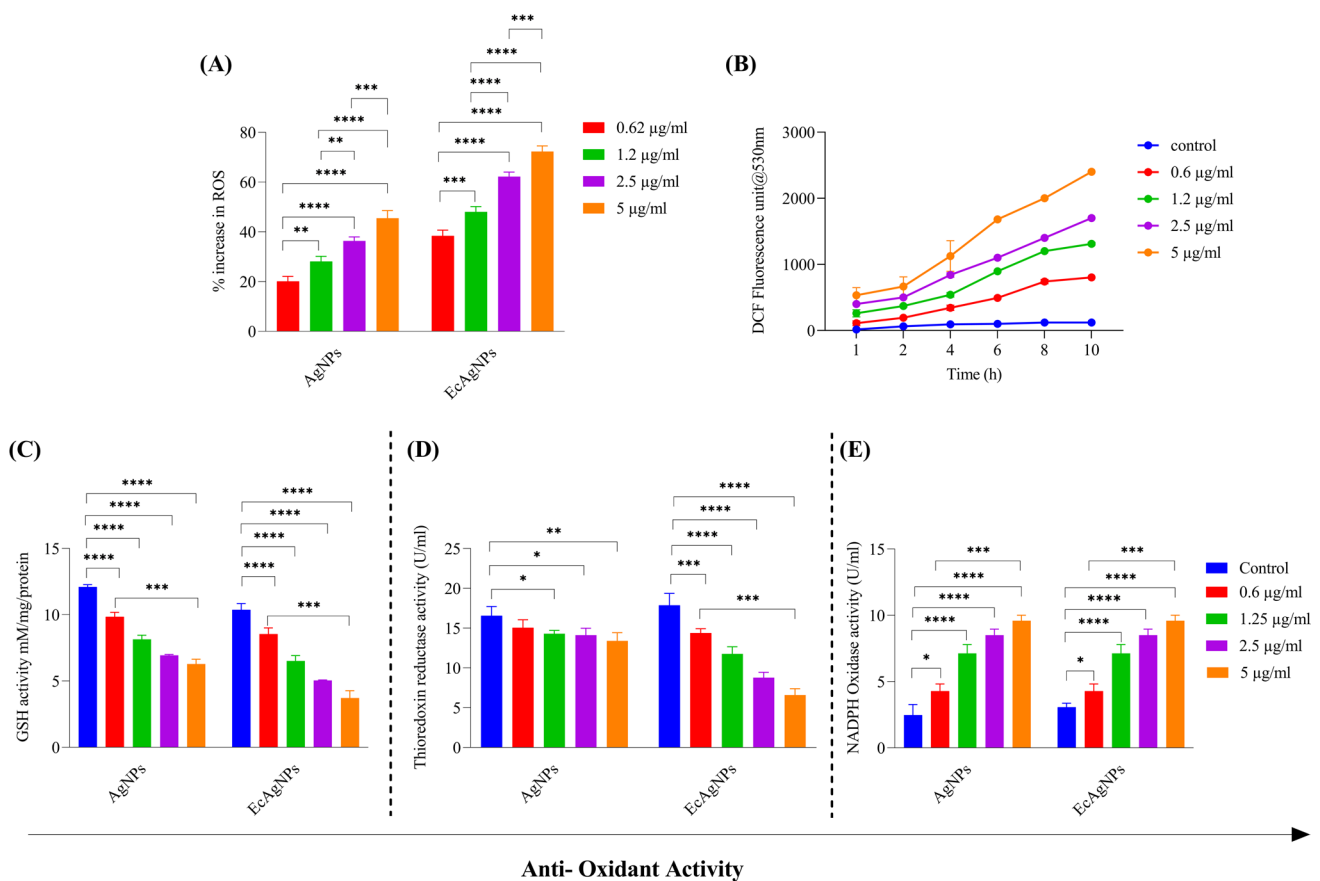 (A)
% increase in ROS
80
60
40
20
0
**
****
****
**
****
***
***
****
****
****
****
***
AgNPs
EcAgNPs
0.62 µg/ml
1.2 µg/ml
2.5 µg/ml
5 µg/ml
(B)
DCF Fluorescence unit@530nm
3000
2000
1000
0
1 2 4 6 8 10
Time (h)
control
0.6 µg/ml
1.2 µg/ml
2.5 µg/ml
5 µg/ml
(C)
GSH activity mM/mg/protein
15
10
5
0
****
****
****
****
***
****
****
****
****
***
AgNPs
EcAgNPs
(D)
Thioredoxin reductase activity (U/ml)
25
20
15
10
5
0
**
*
*
****
****
****
***
***
AgNPs
EcAgNPs
(E)
NADPH Oxidase activity (U/ml)
15
10
5
0
***
****
****
****
*
***
****
****
****
*
AgNPs
EcAgNPs
Control
0.6 µg/ml
1.25 µg/ml
2.5 µg/ml
5 µg/ml
Anti- Oxidant Activity